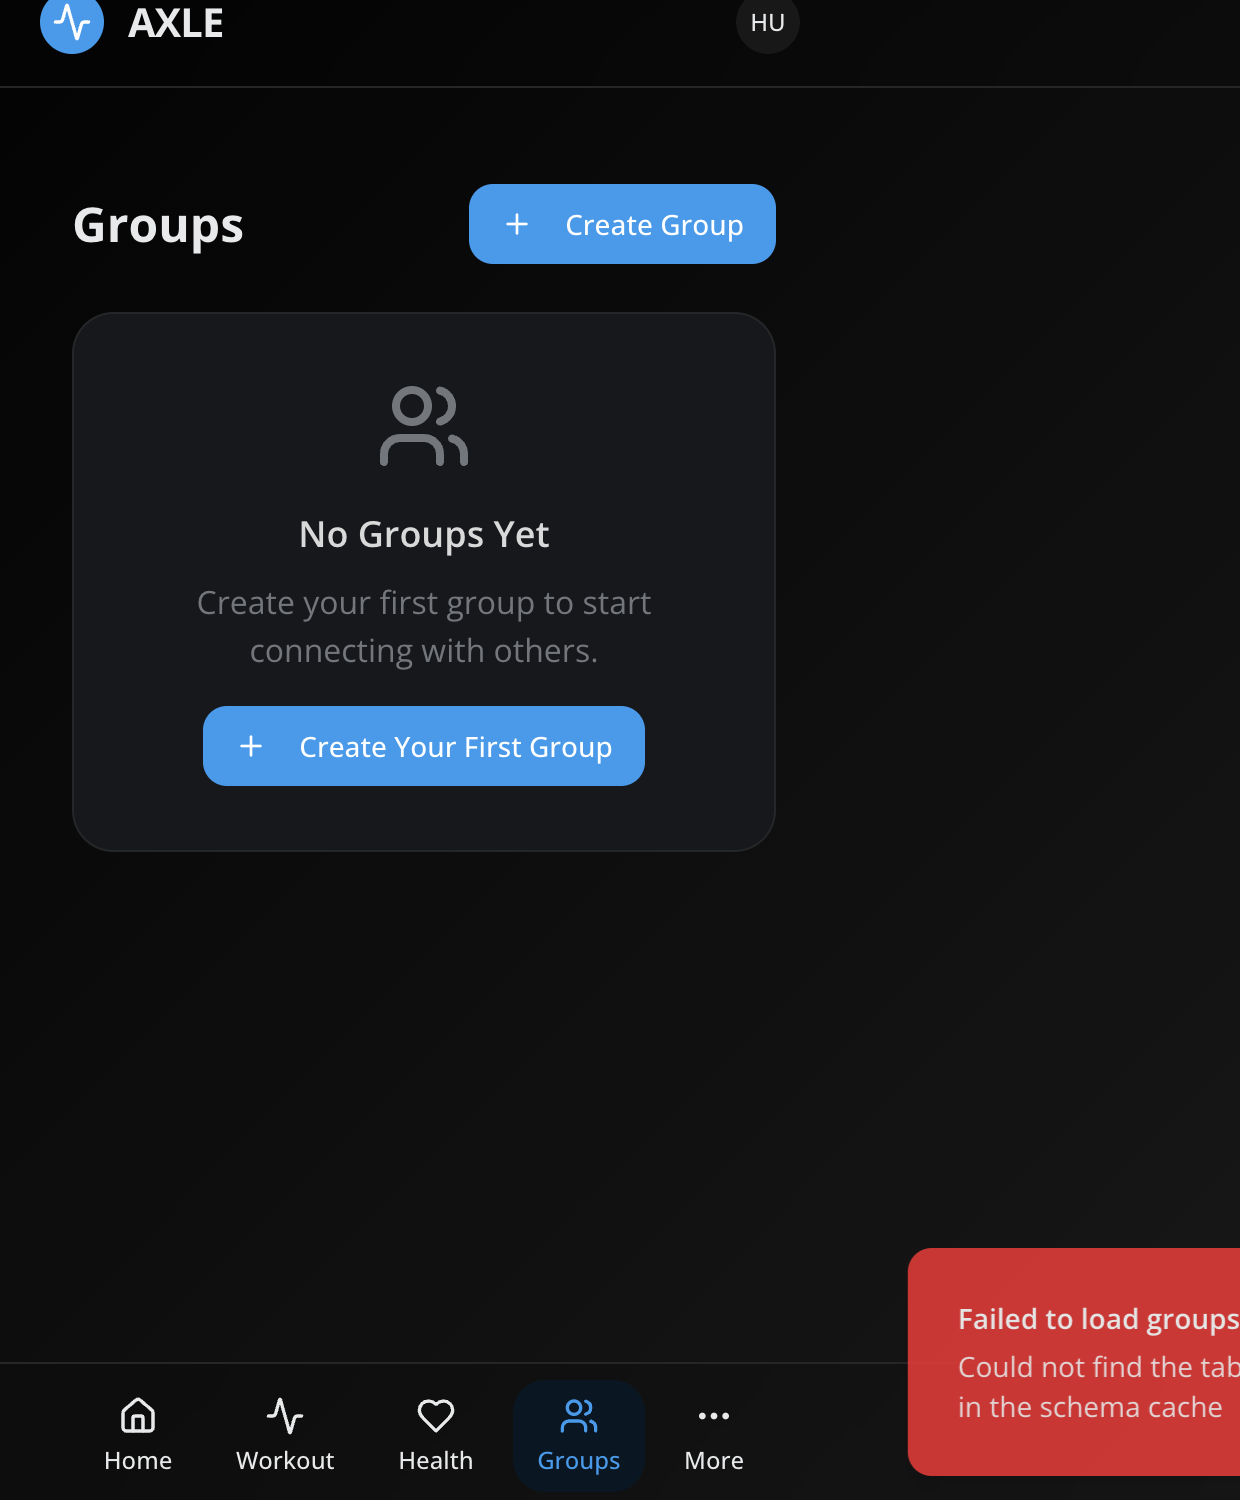 AXLE
HU
Groups
Create Group
No Groups Yet
Create your first group to start
connecting with others.
Create Your First Group
Failed to load groups
Could not find the
in the schema cache
Home
Workout
Health
Groups
More